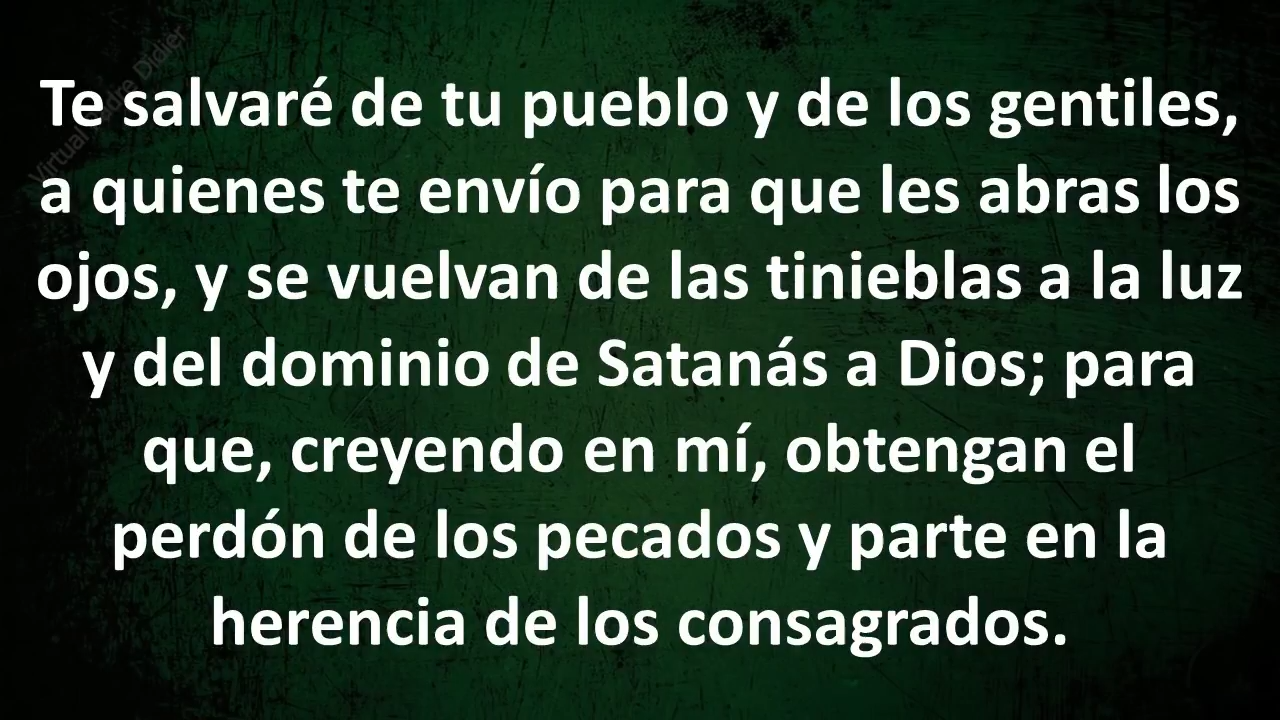 Te salvaré de tu pueblo y de los gentiles,
a quienes te envío para que les abras los
ojos, y se vuelvan de las tinieblas a la luz
y del dominio de Satanás a Dios; para
que, creyendo en mí, obtengan el
perdón de los pecados y parte en la
herencia de los consagrados.
Virtual Didier